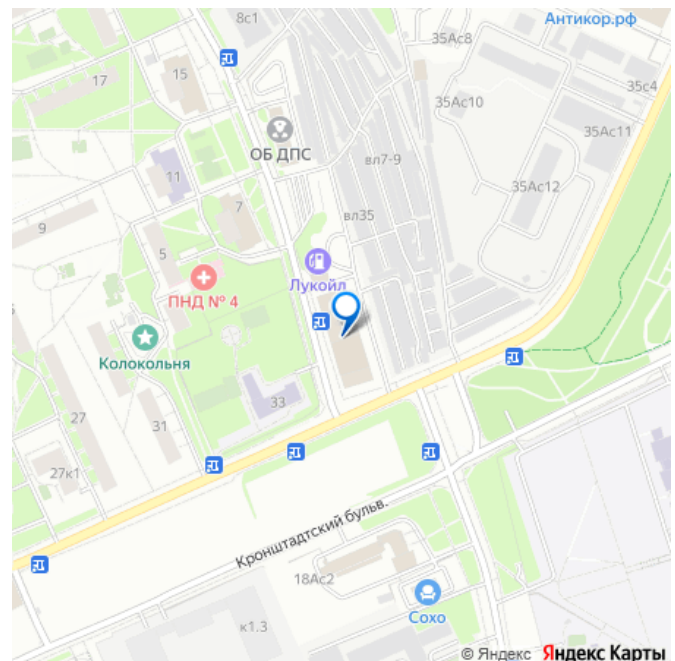 8с1
Антикор.рф
35Ас8
15
17
35с4
35Ас10
ОБ ДПС
35Ас11
вл7-9
11
35Ас12
7
вл35
9
5
Лукойл
ПНД № 4
Колокольня
33
27
31
27к1
Кронштадтский бульв.
18Ас2
Сохо
к1.3
© Яндекс Яндекс Карты